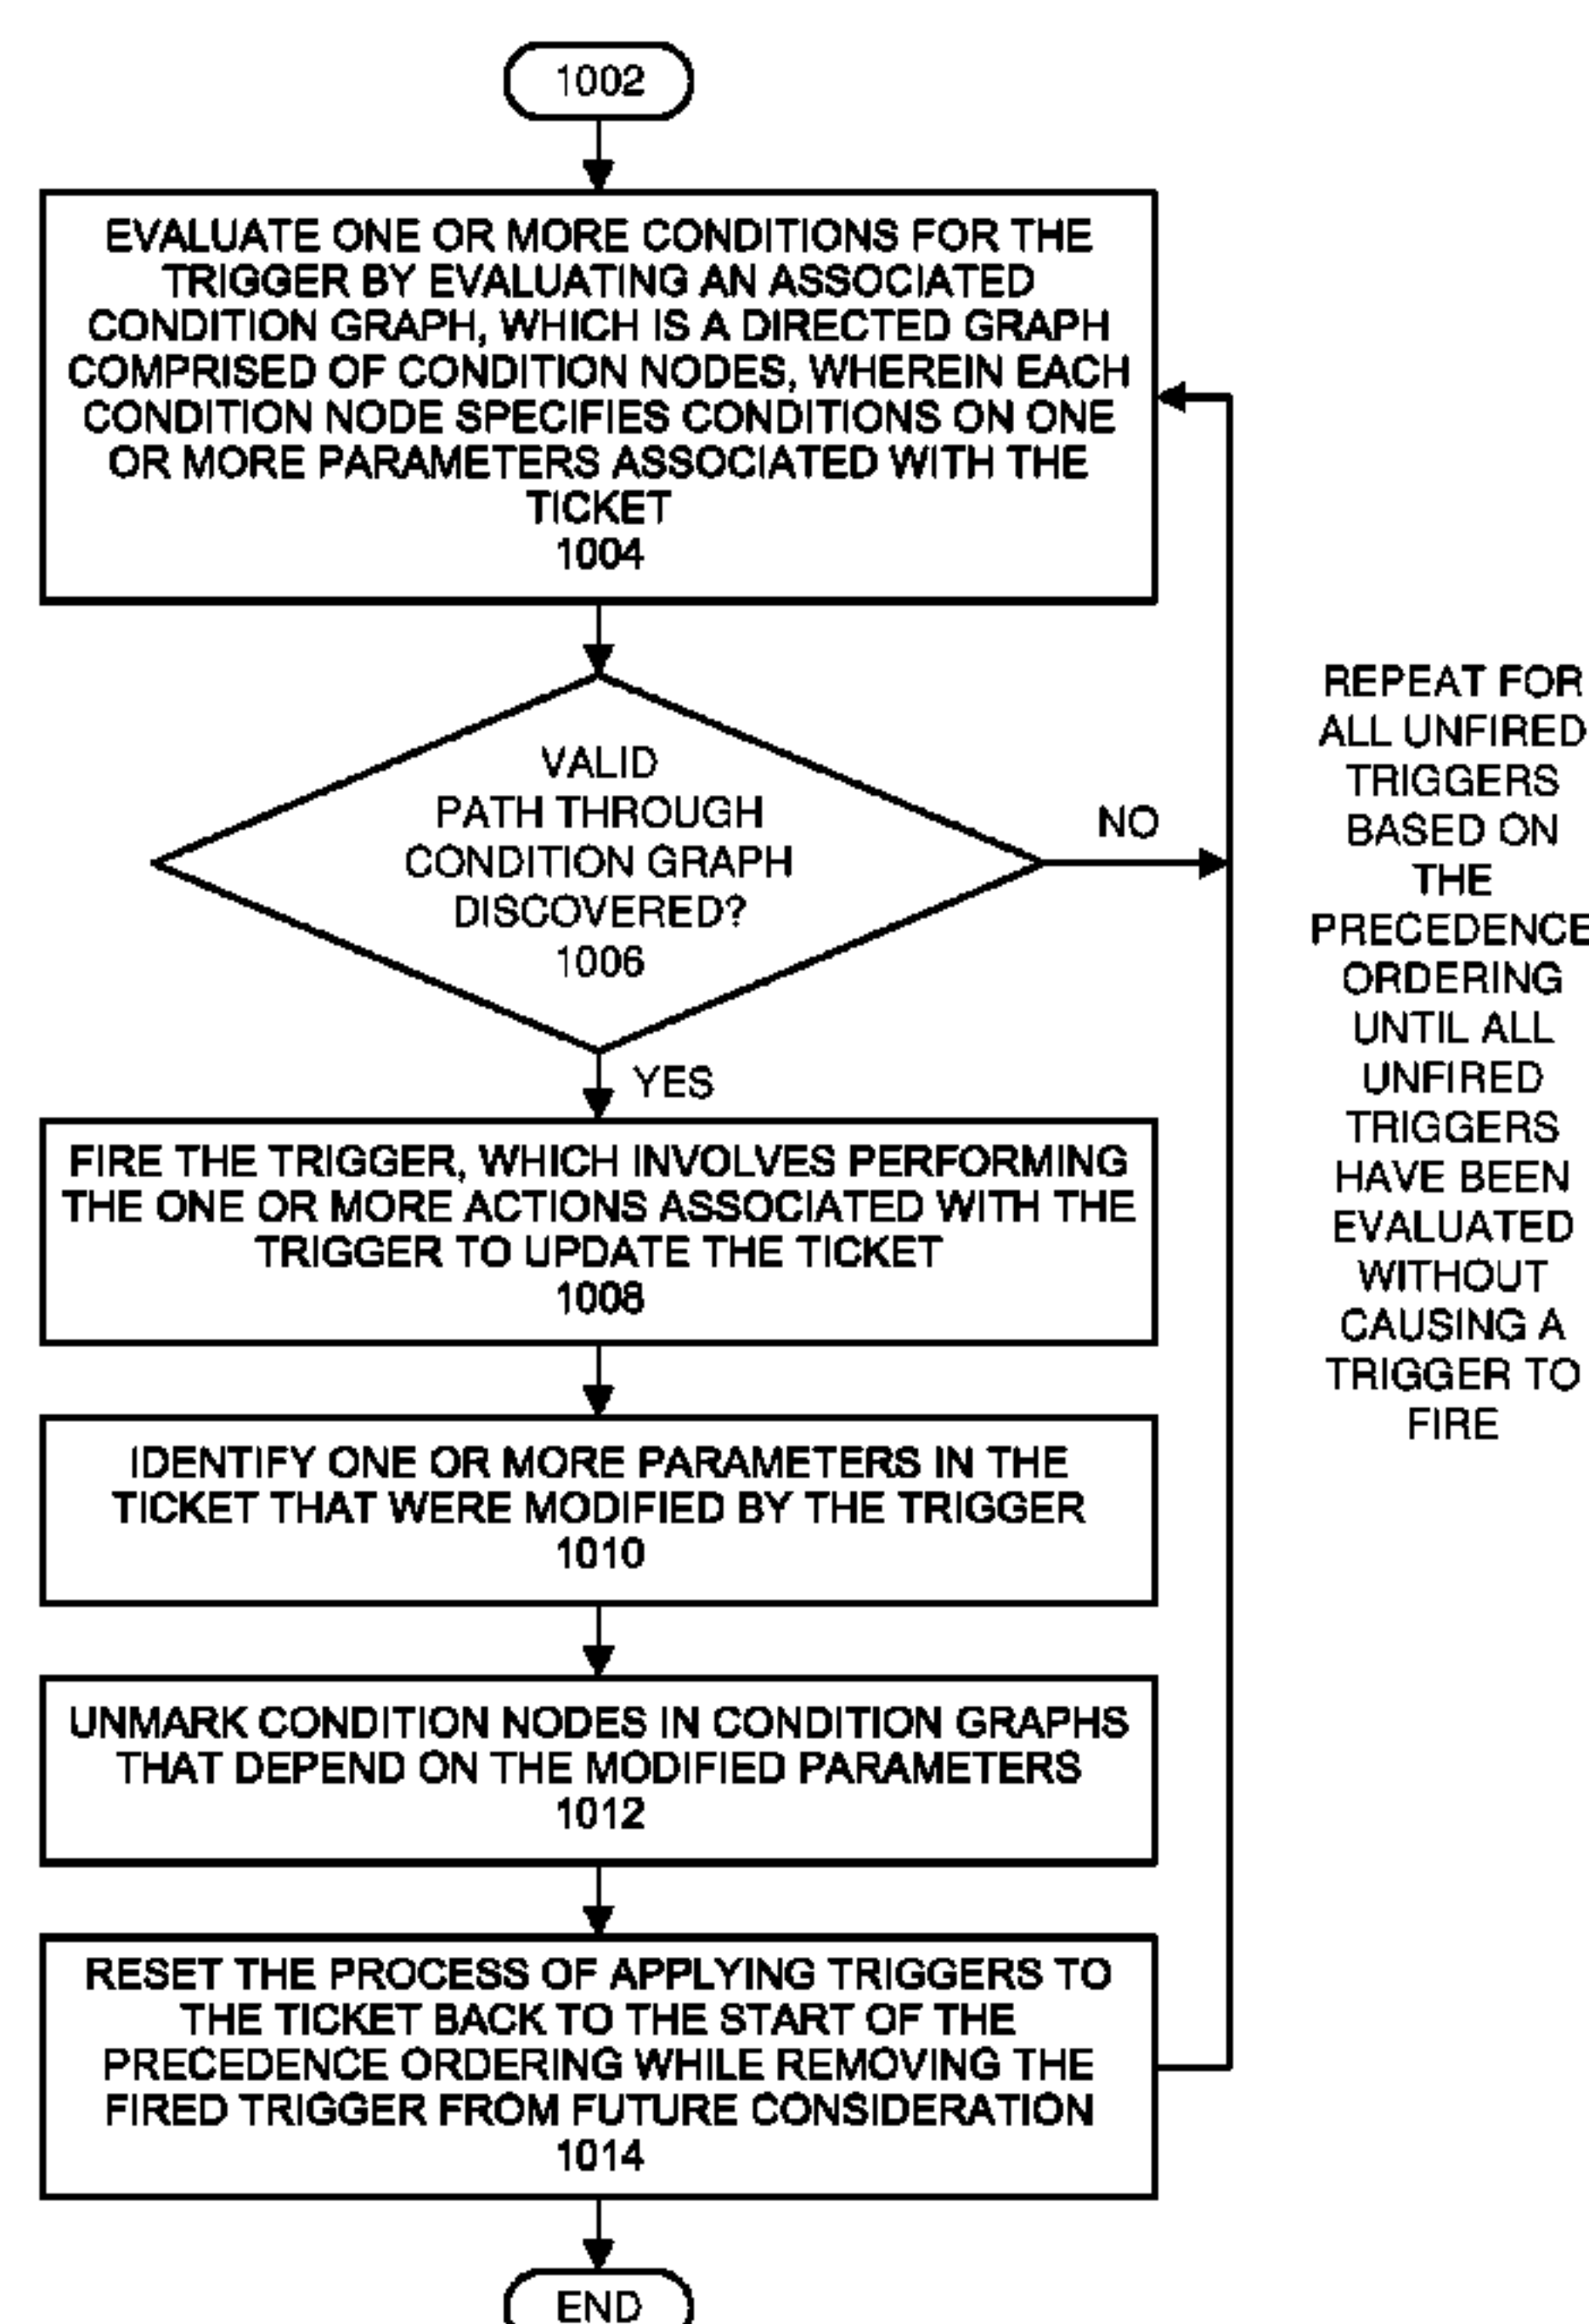 1002
EVALUATE ONE OR MORE CONDITIONS FOR THE
TRIGGER BY EVALUATING AN ASSOCIATED
CONDITION GRAPH, WHICH IS A DIRECTED GRAPH
COMPRISED OF CONDITION NODES, WHEREIN EACH
CONDITION NODE SPECIFIES CONDITIONS ON ONE
OR MORE PARAMETERS ASSOCIATED WITH THE
TICKET
1004
VALID
PATH THROUGH
CONDITION GRAPH
DISCOVERED?
1006
NO
YES
FIRE THE TRIGGER, WHICH INVOLVES PERFORMING
THE ONE OR MORE ACTIONS ASSOCIATED WITH THE
TRIGGER TO UPDATE THE TICKET
1008
IDENTIFY ONE OR MORE PARAMETERS IN THE
TICKET THAT WERE MODIFIED BY THE TRIGGER
1010
UNMARK CONDITION NODES IN CONDITION GRAPHS
THAT DEPEND ON THE MODIFIED PARAMETERS
1012
RESET THE PROCESS OF APPLYING TRIGGERS TO
THE TICKET BACK TO THE START OF THE
PRECEDENCE ORDERING WHILE REMOVING THE
FIRED TRIGGER FROM FUTURE CONSIDERATION
1014
END
REPEAT FOR
ALL UNFIRED
TRIGGERS
BASED ON
THE
PRECEDENCE
ORDERING
UNTIL ALL
UNFIRED
TRIGGERS
HAVE BEEN
EVALUATED
WITHOUT
CAUSING A
TRIGGER TO
FIRE